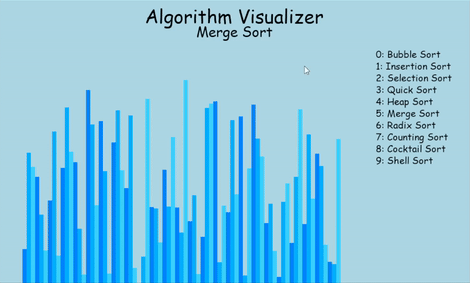 Algorithm Visualizer
Merge Sort
0: Bubble Sort
1: Insertion Sort
2: Selection Sort
3: Quick Sort
4: Heap Sort
5: Merge Sort
6: Radix Sort
7: Counting Sort
8: Cocktail Sort
9: Shell Sort